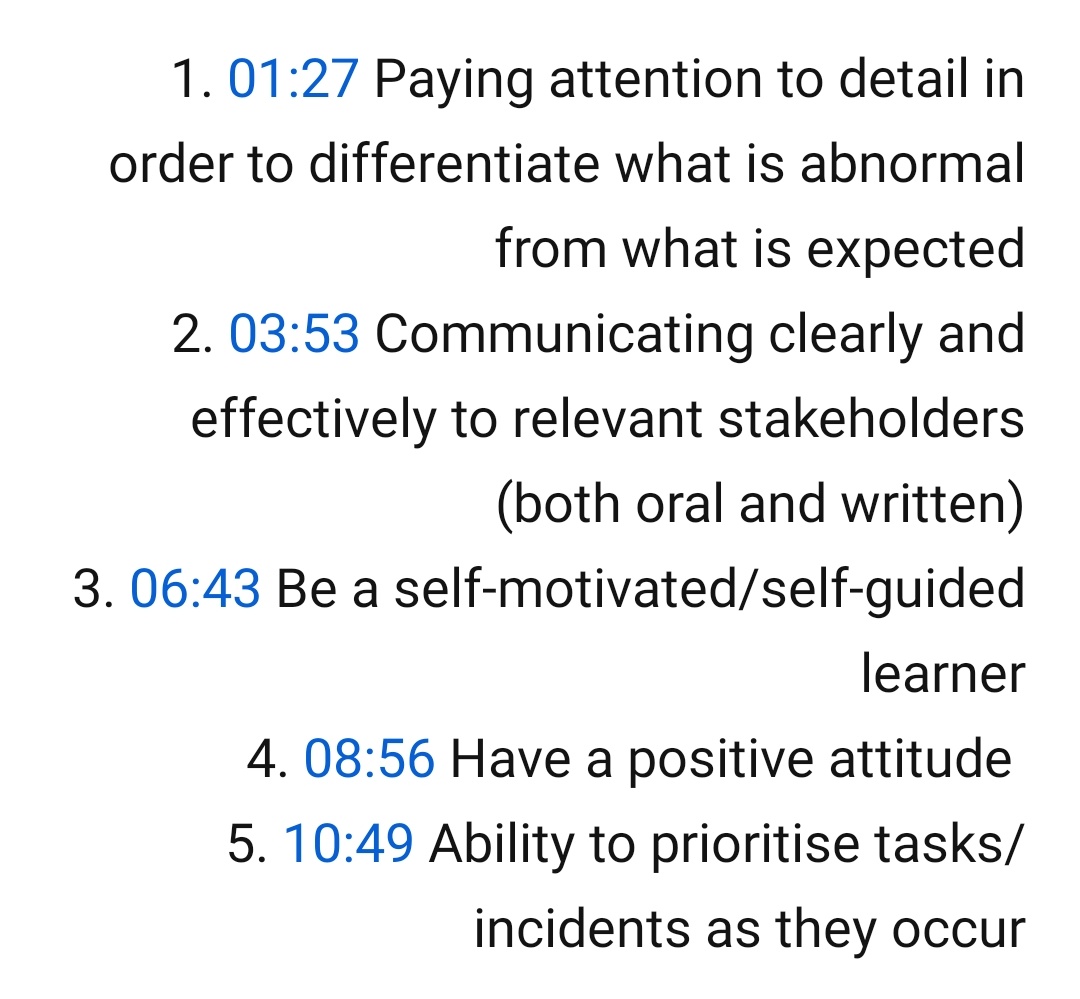 1. 01:27 Paying attention to detail in
order to differentiate what is abnormal
from what is expected
2. 03:53 Communicating clearly and
effectively to relevant stakeholders
(both oral and written)
3. 06:43 Be a self-motivated/self-guided
learner
4. 08:56 Have a positive attitude
5. 10:49 Ability to prioritise tasks/
incidents as they occur